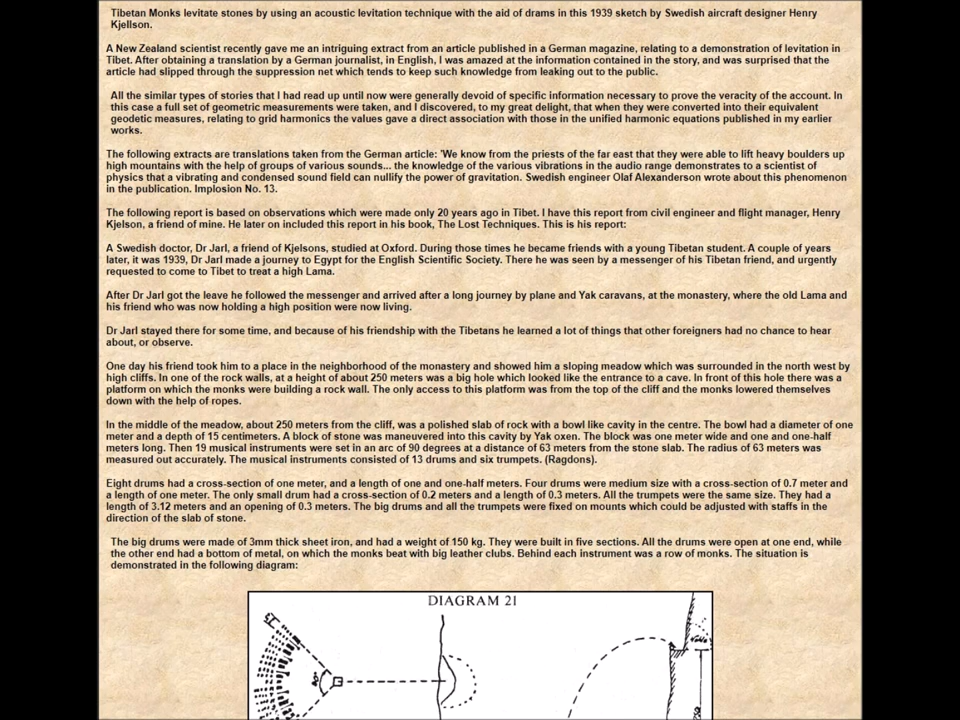 Tibetan Monks levitate stones by using an acoustic levitation technique with the aid of drams in this 1939 sketch by Swedish aircraft designer Henry
Kjellson.
A New Zealand scientist recently gave me an intriguing extract from an article published in a German magazine, relating to a demonstration of levitation in
Tibet. After obtaining a translation by a German journalist, in English, I was amazed at the information contained in the story, and was surprised that the
article had slipped through the suppression net which tends to keep such knowledge from leaking out to the public.
All the similar types of stories that I had read up until now were generally devoid of specific information necessary to prove the veracity of the account. In
this case a full set of geometric measurements were taken, and I discovered, to my great delight, that when they were converted into their equivalent
geodetic measures, relating to grid harmonics the values gave a direct association with those in the unified harmonic equations published in my earlier
works.
The following extracts are translations taken from the German article: 'We know from the priests of the far east that they were able to lift heavy boulders up
high mountains with the help of groups of various sounds... the knowledge of the various vibrations in the audio range demonstrates to a scientist of
physics that a vibrating and condensed sound field can nullify the power of gravitation. Swedish engineer Olaf Alexanderson wrote about this phenomenon
in the publication. Implosion No. 13.
The following report is based on observations which were made only 20 years ago in Tibet. I have this report from civil engineer and flight manager, Henry
Kjelson, a friend of mine. He later on included this report in his book, The Lost Techniques. This is his report:
A Swedish doctor, Dr Jarl, a friend of Kjelsons, studied at Oxford. During those times he became friends with a young Tibetan student. A couple of years
later, it was 1939, Dr Jarl made a journey to Egypt for the English Scientific Society. There he was seen by a messenger of his Tibetan friend, and urgently
requested to come to Tibet to treat a high Lama.
After Dr Jarl got the leave he followed the messenger and arrived after a long journey by plane and Yak caravans, at the monastery, where the old Lama and
his friend who was now holding a high position were now living.
Dr Jarl stayed there for some time, and because of his friendship with the Tibetans he learned a lot of things that other foreigners had no chance to hear
about, or observe.
One day his friend took him to a place in the neighborhood of the monastery and showed him a sloping meadow which was surrounded in the north west by
high cliffs. In one of the rock walls, at a height of about 250 meters was a big hole which looked like the entrance to a cave. In front of this hole there was a
platform on which the monks were building a rock wall. The only access to this platform was from the top of the cliff and the monks lowered themselves
down with the help of ropes.
In the middle of the meadow, about 250 meters from the cliff, was a polished slab of rock with a bowl like cavity in the centre. The bowl had a diameter of one
meter and a depth of 15 centimeters. A block of stone was maneuvered into this cavity by Yak oxen. The block was one meter wide and one and one-half
meters long. Then 19 musical instruments were set in an arc of 90 degrees at a distance of 63 meters from the stone slab. The radius of 63 meters was
measured out accurately. The musical instruments consisted of 13 drums and six trumpets. (Ragdons).
Eight drums had a cross-section of one meter, and a length of one and one-half meters. Four drums were medium size with a cross-section of 0.7 meter and
a length of one meter. The only small drum had a cross-section of 0.2 meters and a length of 0.3 meters. All the trumpets were the same size. They had a
length of 3.12 meters and an opening of 0.3 meters. The big drums and all the trumpets were fixed on mounts which could be adjusted with staffs in the
direction of the slab of stone.
The big drums were made of 3mm thick sheet iron, and had a weight of 150 kg. They were built in five sections. All the drums were open at one end, while
the other end had a bottom of metal, on which the monks beat with big leather clubs. Behind each instrument was a row of monks. The situation is
demonstrated in the following diagram:
DIAGRAM 21